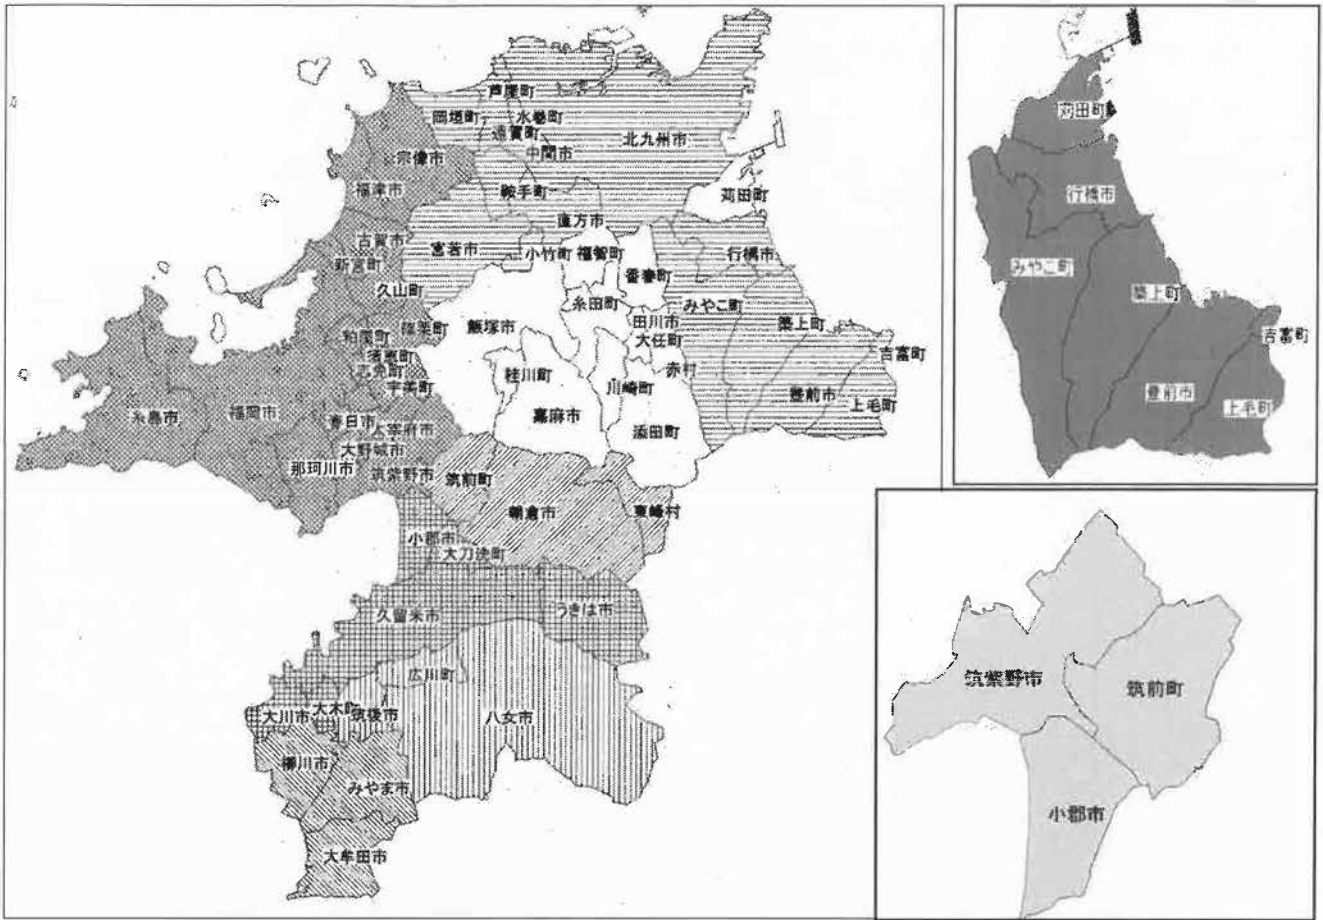 芦屋町
岡垣町
水巻町
遠賀町
中間市
北九州市
宗像市
福津市
鞍手町
苅田町
直方市
古賀市
宮若市
小竹町
福智町
行橋市
新宮町
香春町
久山町
糸田町
みやこ町
飯塚市
田川市
築上町
粕屋町
篠栗町
大任町
吉富町
須恵町
志免町
桂川町
赤村
宇美町
川崎町
豊前市
上毛町
糸島市
福岡市
春日市
太宰府市
嘉麻市
添田町
大野城市
那珂川市
筑紫野市
筑前町
朝倉市
東峰村
小郡市
大刀洗町
久留米市
うきは市
広川町
大川市
大木町
筑後市
八女市
柳川市
みやま市
大牟田市
苅田町
行橋市
みやこ町
築上町
吉富町
豊前市
上毛町
筑紫野市
筑前町
小郡市